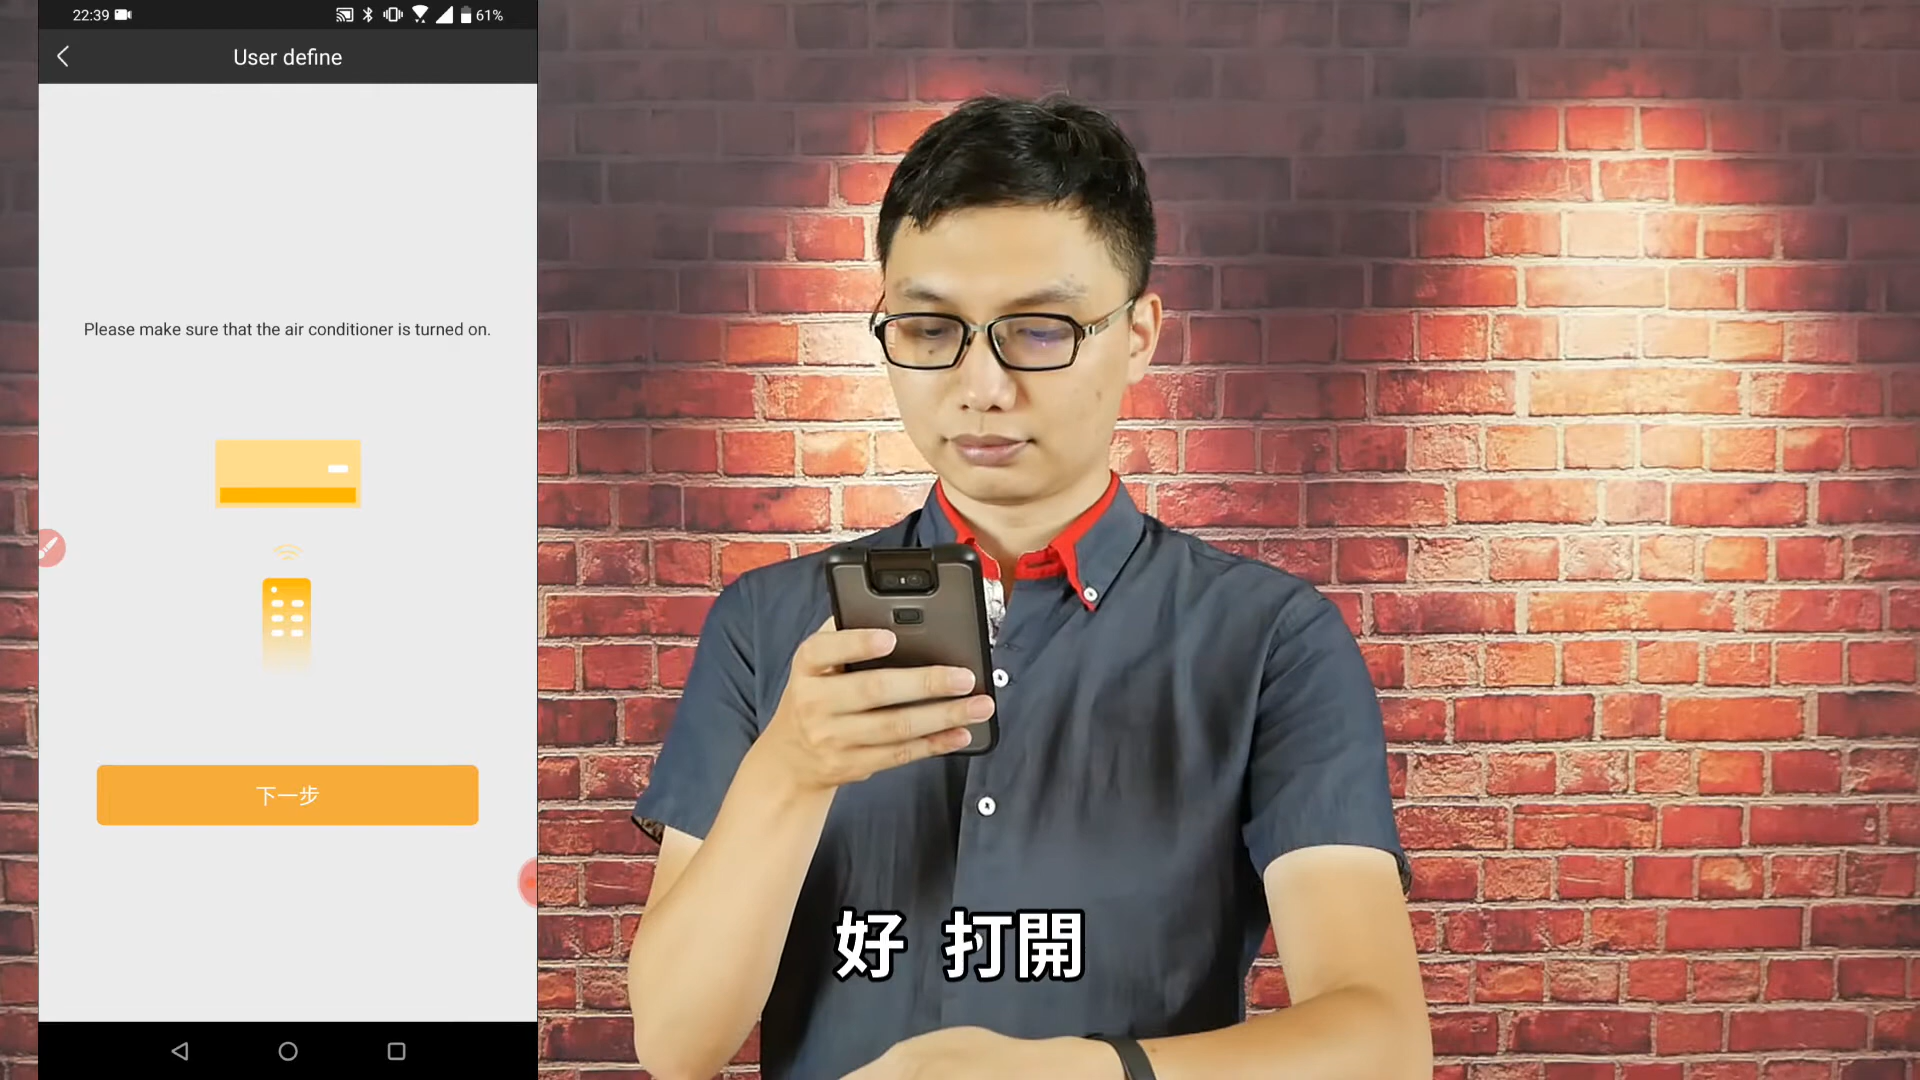 22:39
61%
User define
Please make sure that the air conditioner is turned on.
下一步
好 打開